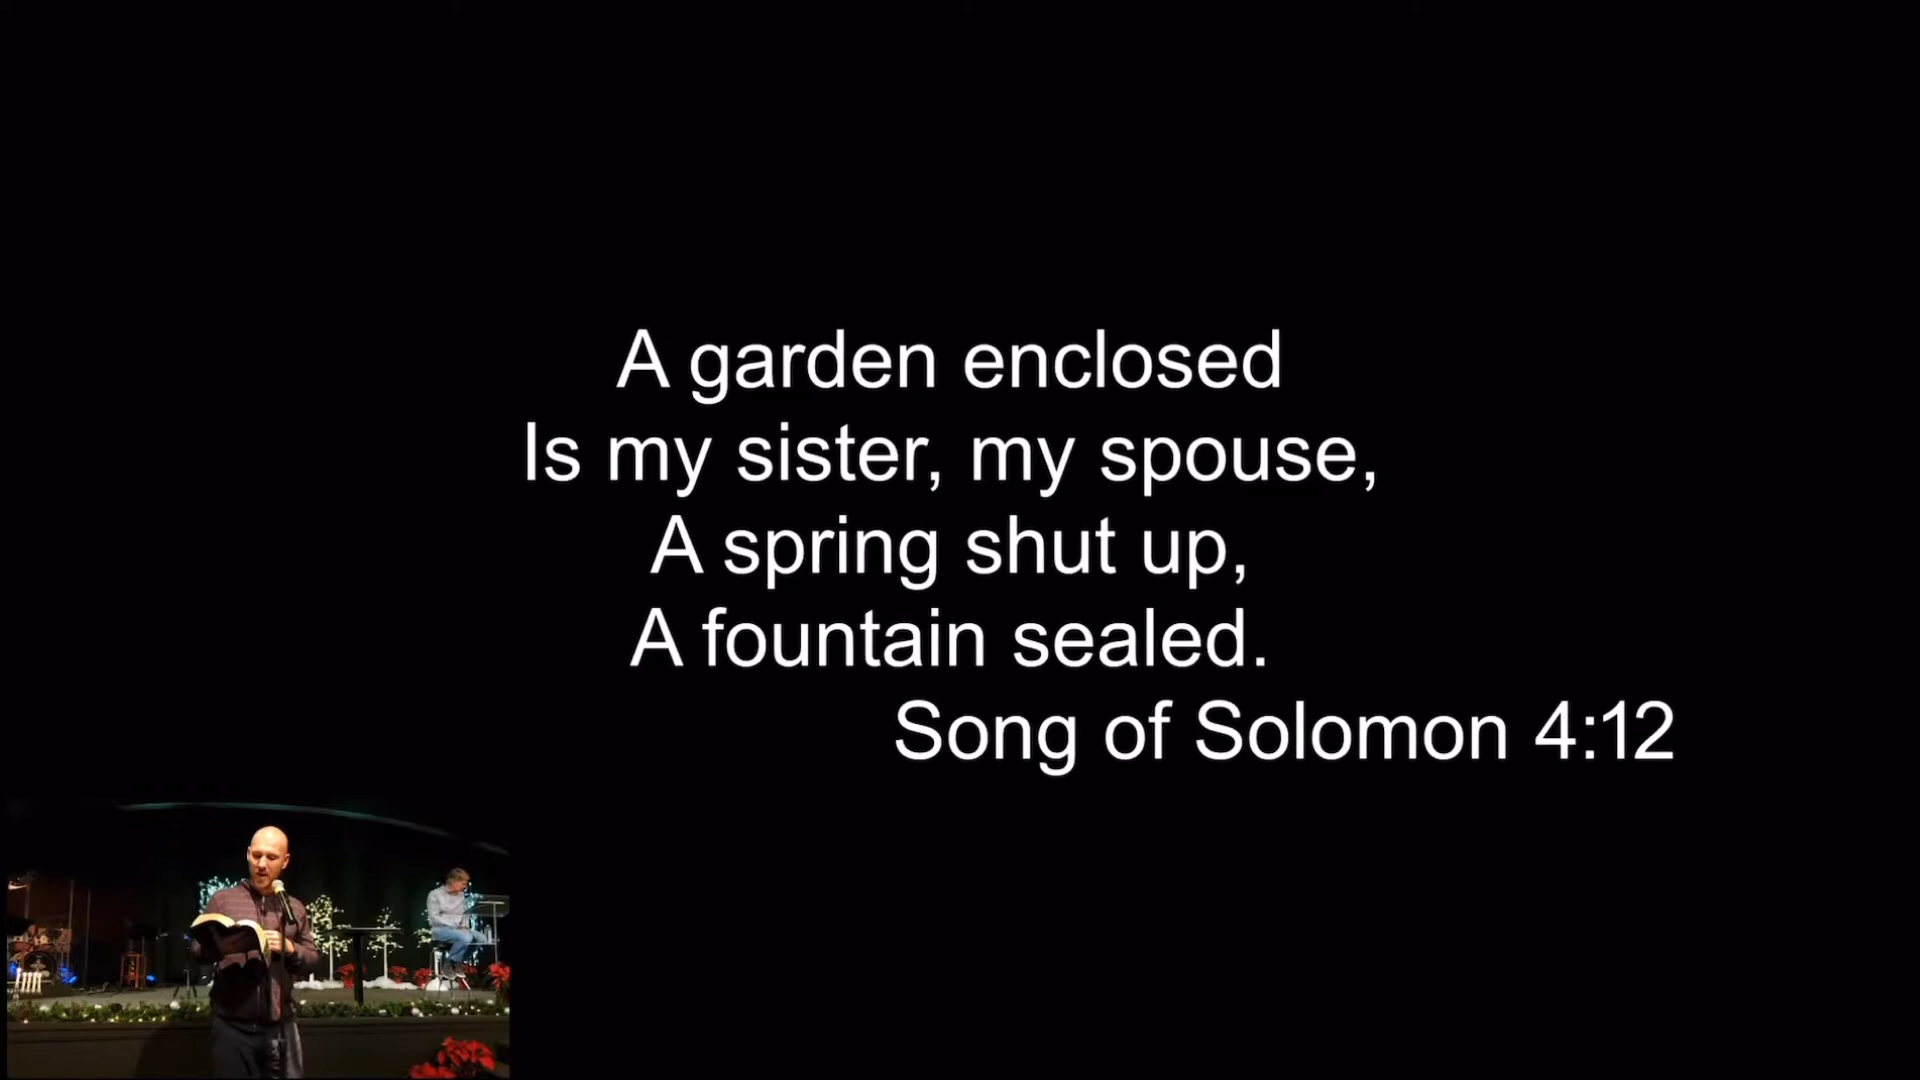 A garden enclosed
Is my sister, my spouse,
A spring shut up,
A fountain sealed.
Song of Solomon 4:12